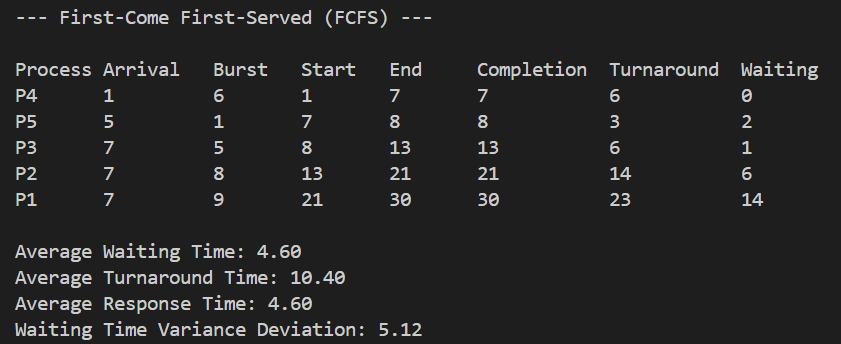 --- First-Come First-Served (FCFS) ---
Process Arrival Burst Start End Completion Turnaround Waiting
P4 1 6 1 7 7 6 0
P5 5 1 7 8 8 3 2
P3 7 5 8 13 13 6 1
P2 7 8 13 21 21 14 6
P1 7 9 21 30 30 23 14
Average Waiting Time: 4.60
Average Turnaround Time: 10.40
Average Response Time: 4.60
Waiting Time Variance Deviation: 5.12